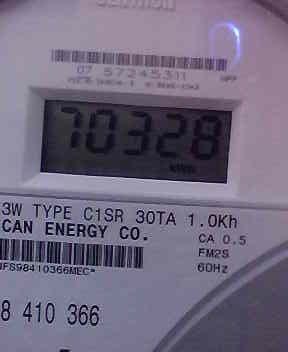 07 57245311
70328
kWh
3W TYPE C1SR 30TA 1.0Kh
CAN ENERGY CO.
CA 0.5
FM2S
60Hz
NFS98410366MEC*
8 410 366